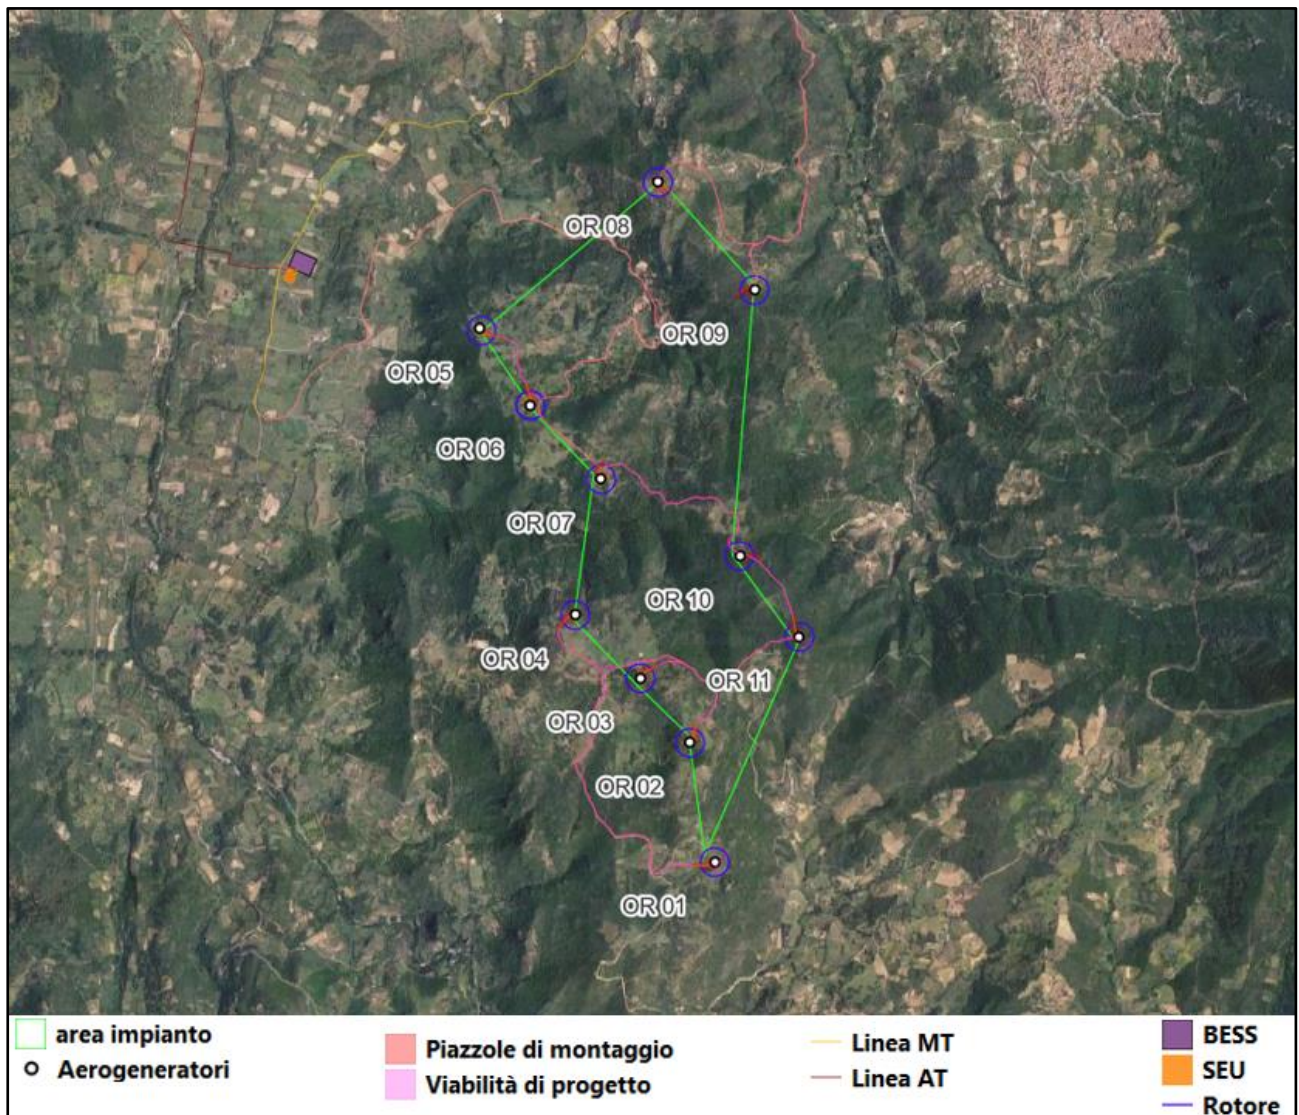 OR 08
OR 09
OR 05
OR 06
OR 07
OR 10
OR 04
OR 11
OR 03
OR 02
OR 01
area impianto
Aerogeneratori
Piazzole di montaggio
Viabilità di progetto
Linea MT
Linea AT
BESS
SEU
Rotore